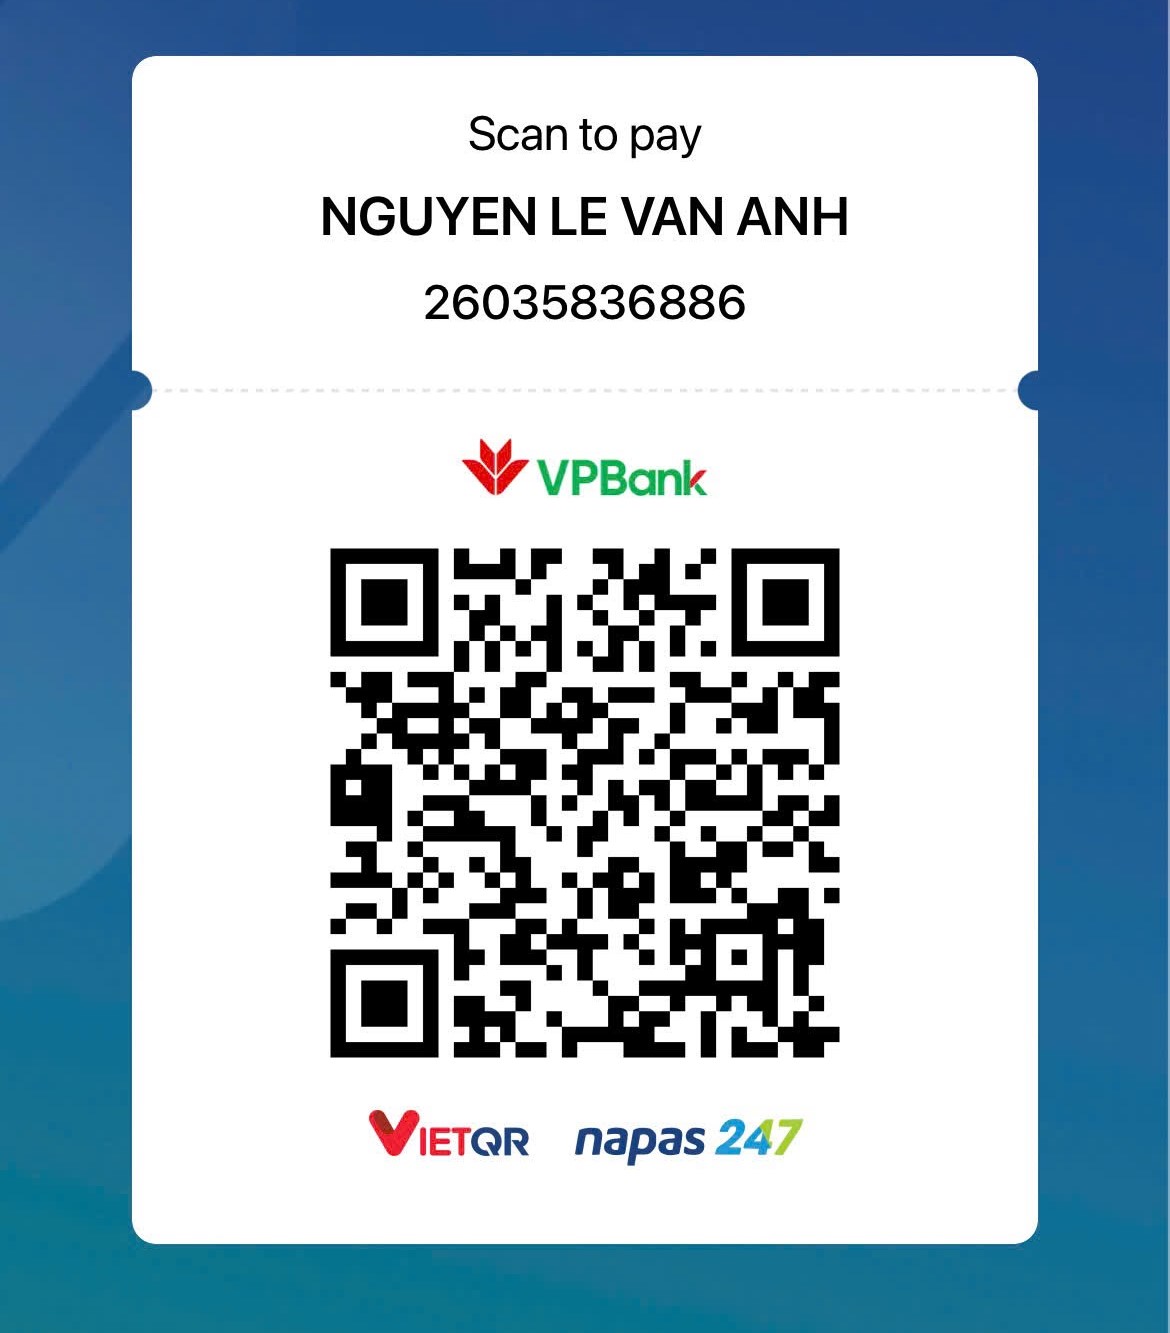 Scan to pay
NGUYEN LE VAN ANH
26035836886
VPBank
VIETQR napas 247